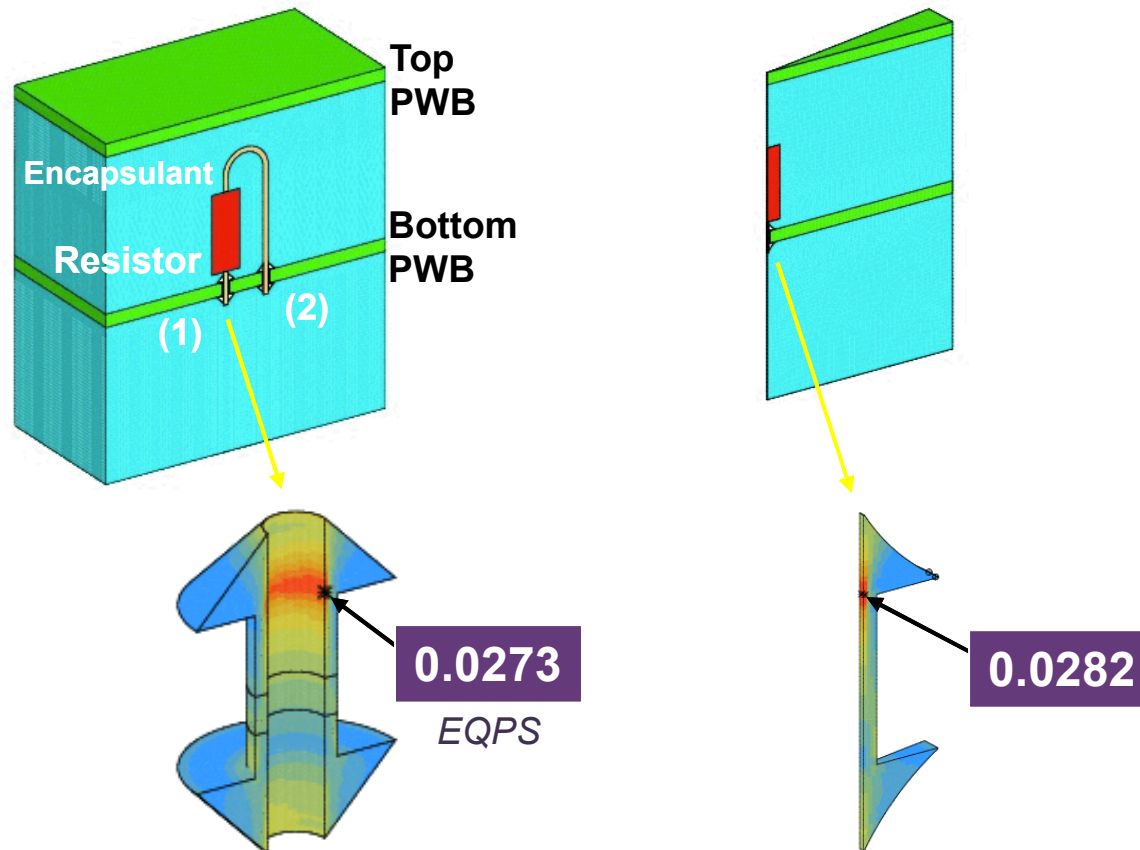 Top
PWB
Encapsulant
Resistor
Bottom
PWB
(1)
(2)
0.0273
EQPS
0.0282